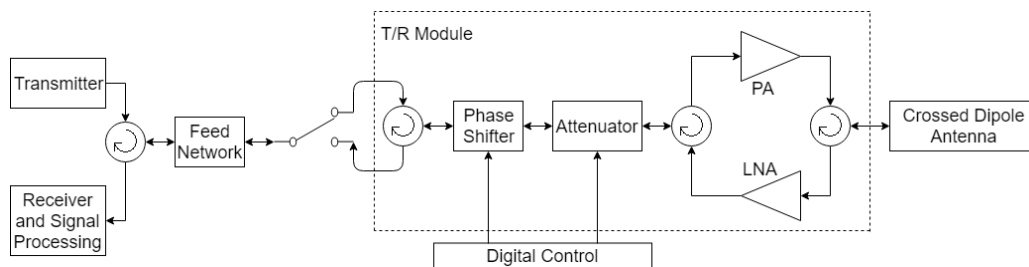 T/R Module
Transmitter
PA
Feed
Network
Phase
Shifter
Attenuator
Crossed Dipole
Antenna
LNA
Receiver
and Signal
Processing
Digital Control